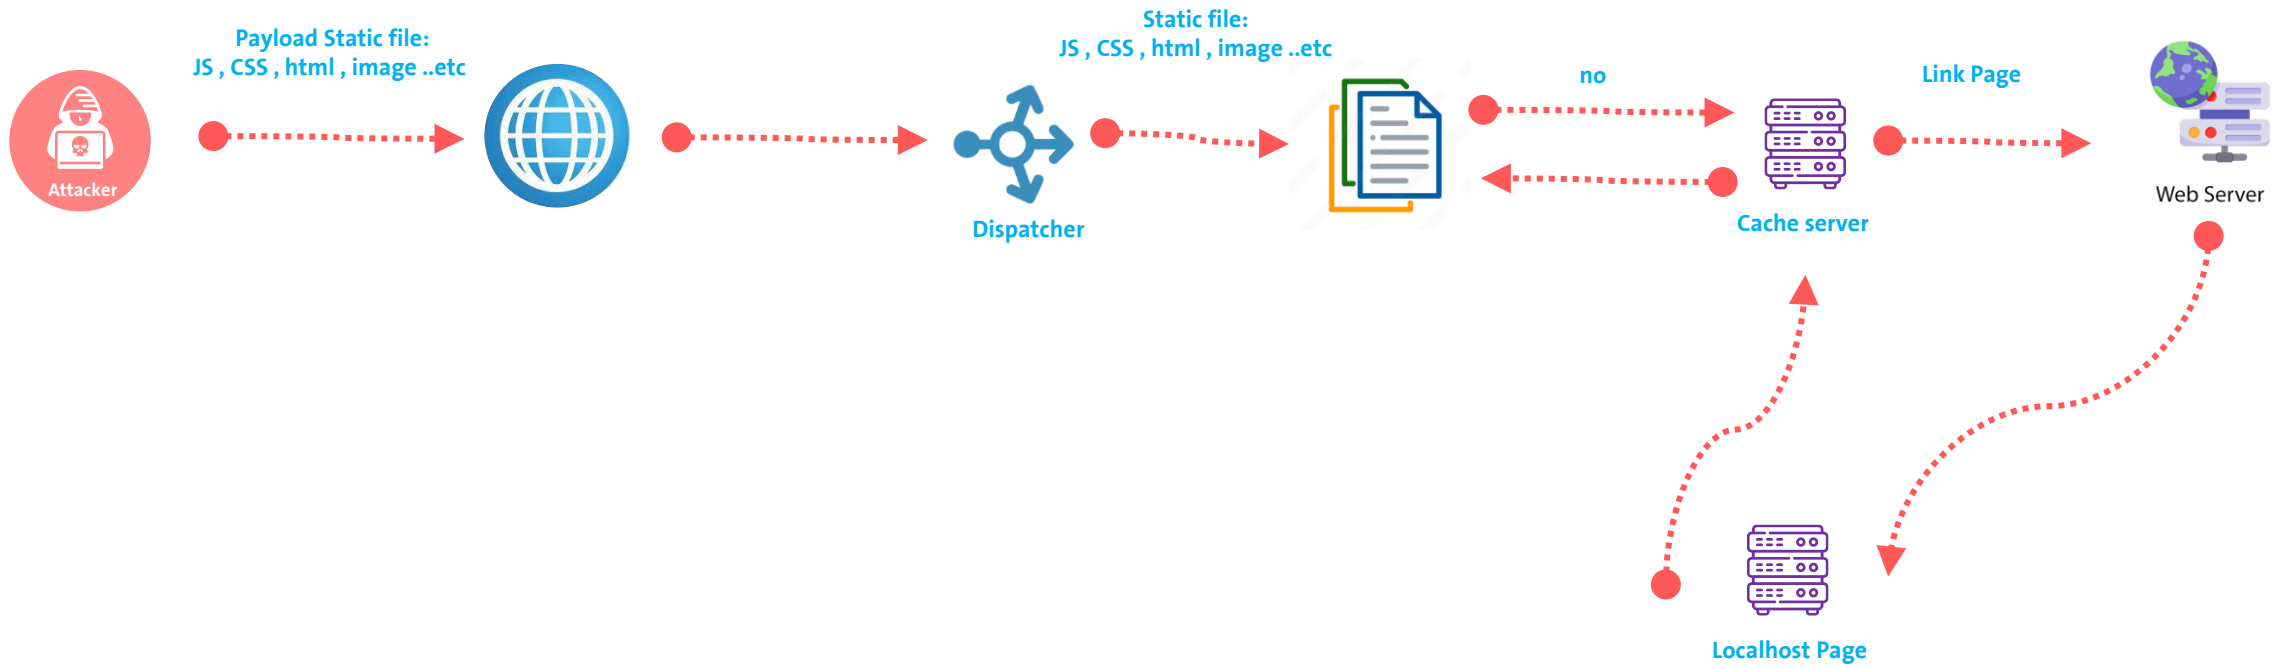 Payload Static file:
JS , CSS , html , image ..etc
Attacker
Static file:
JS , CSS , html , image ..etc
Dispatcher
no
Cache server
Link Page
Web Server
Localhost Page